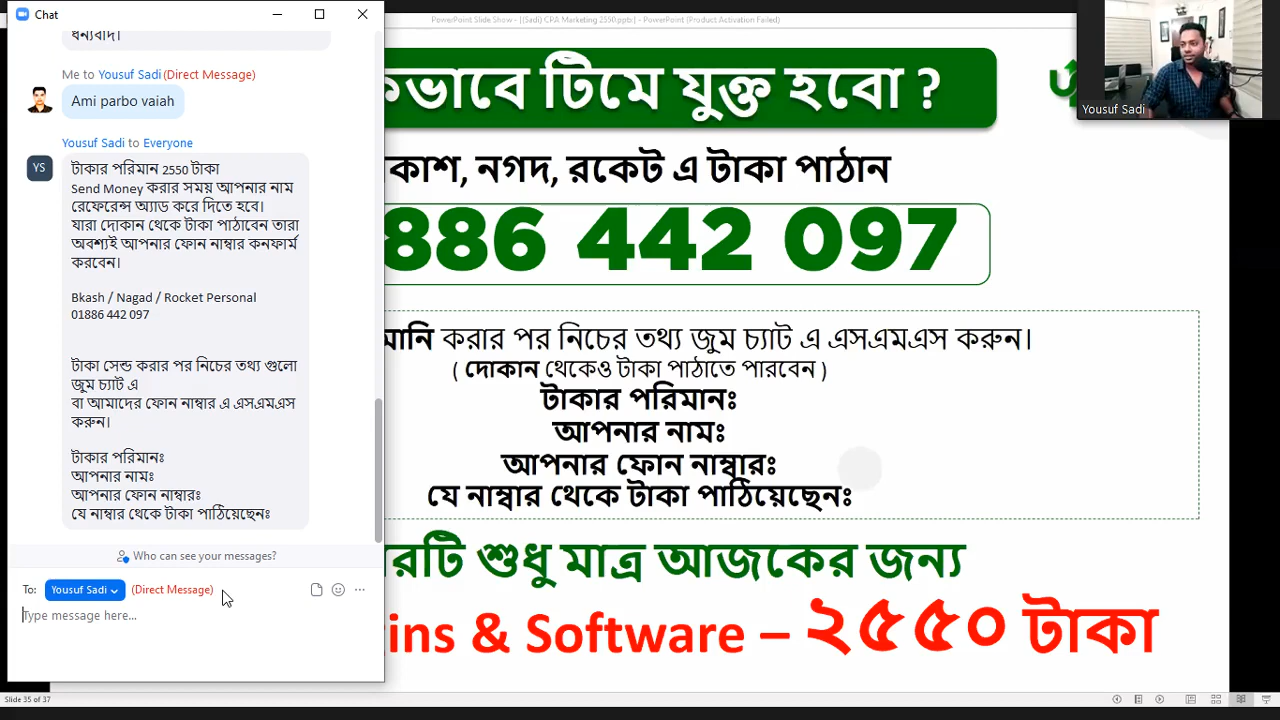 Chat
ধন্যবাদ।
Me to Yousuf Sadi (Direct Message)
Ami parbo vaiah
Yousuf Sadi to Everyone
YS
টাকার পরিমান 2550 টাকা
Send Money করার সময় আপনার নাম
রেফেরেন্স অ্যাড করে দিতে হবে।
যারা দোকান থেকে টাকা পাঠাবেন তারা
অবশ্যই আপনার ফোন নাম্বার কনফার্ম
করবেন।
Bkash / Nagad / Rocket Personal
01886 442 097
টাকা সেন্ড করার পর নিচের তথ্য গুলো
জুম চ্যাট এ
বা আমাদের ফোন নাম্বার এ এসএমএস
করুন।
টাকার পরিমানঃ
আপনার নামঃ
আপনার ফোন নাম্বারঃ
যে নাম্বার থেকে টাকা পাঠিয়েছেনঃ
Who can see your messages?
To: Yousuf Sadi (Direct Message)
Type message here...
PowerPoint Slide Show - [(Sadi) CPA Marketing 2550.pptx] - PowerPoint (Product Activation Failed)
কিভাবে টিমে যুক্ত হবো ?
কাশ, নগদ, রকেট এ টাকা পাঠান
886 442 097
মানি করার পর নিচের তথ্য জুম চ্যাট এ এসএমএস করুন।
( দোকান থেকেও টাকা পাঠাতে পারবেন )
টাকার পরিমানঃ
আপনার নামঃ
আপনার ফোন নাম্বারঃ
যে নাম্বার থেকে টাকা পাঠিয়েছেনঃ
রটি শুধু মাত্র আজকের জন্য
ins & Software – ২৫৫০ টাকা
Yousuf Sadi
Slide 35 of 37